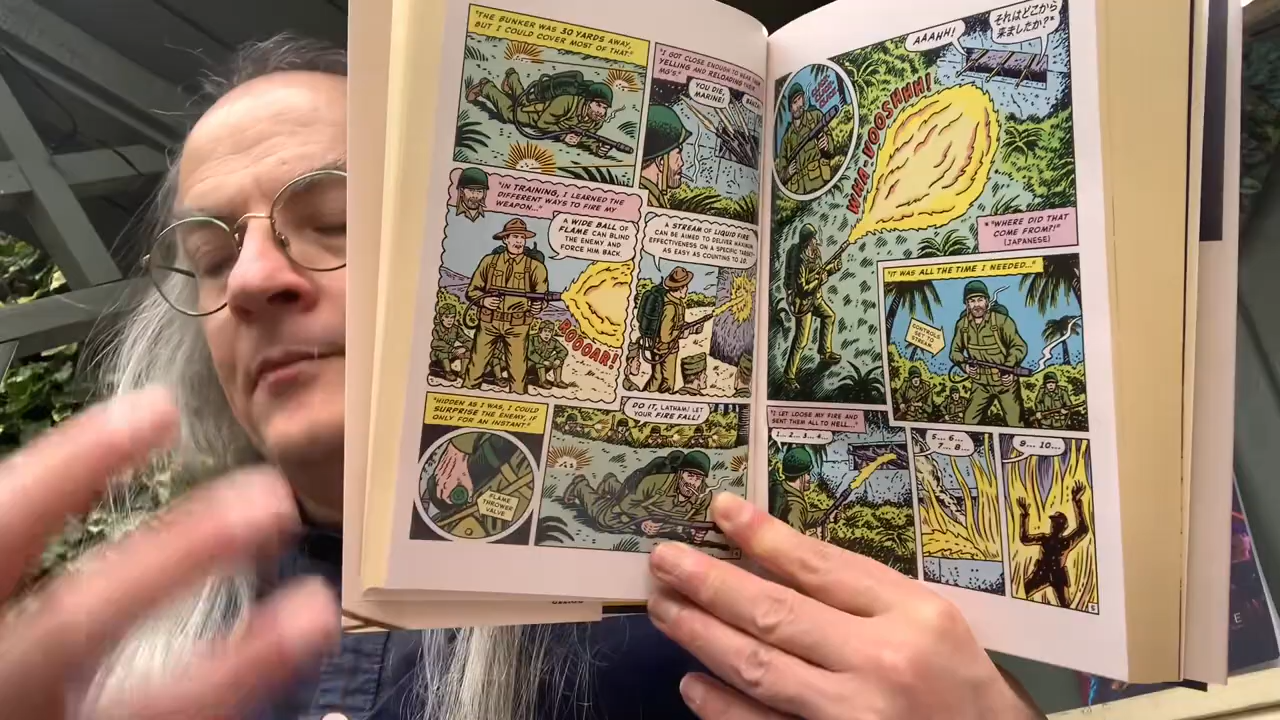 "THE BUNKER WAS 30 YARDS AWAY,
BUT I COULD COVER MOST OF THAT."
"I GOT CLOSE ENOUGH TO HEAR THEM
YELLING AND RELOADING THEIR
MG'S."
YOU DIE,
MARINE!
BANZAI!
"IN TRAINING, I LEARNED THE
DIFFERENT WAYS TO FIRE MY
WEAPON..."
A WIDE BALL OF
FLAME CAN BLIND
THE ENEMY AND
FORCE HIM BACK.
A STREAM OF LIQUID FIRE
CAN BE AIMED TO DELIVER MAXIMUM
EFFECTIVENESS ON A SPECIFIC TARGET-
AS EASY AS COUNTING TO 10.
ROOOAR!
"HIDDEN AS I WAS, I COULD
SURPRISE THE ENEMY, IF
ONLY FOR AN INSTANT."
FLAME
THROWER
VALVE
DO IT, LATHAM! LET
YOUR FIRE FALL!
AAAHH!
それはどこから
来ましたか?*
WHA-VOOSHHH!
* "WHERE DID THAT
COME FROM?!"
(JAPANESE)
"IT WAS ALL THE TIME I NEEDED..."
CONTROLS
SET TO
STREAM.
"I LET LOOSE MY FIRE AND
SENT THEM ALL TO HELL..."
1... 2... 3... 4...
5... 6...
7... 8...
9... 10...
5
E